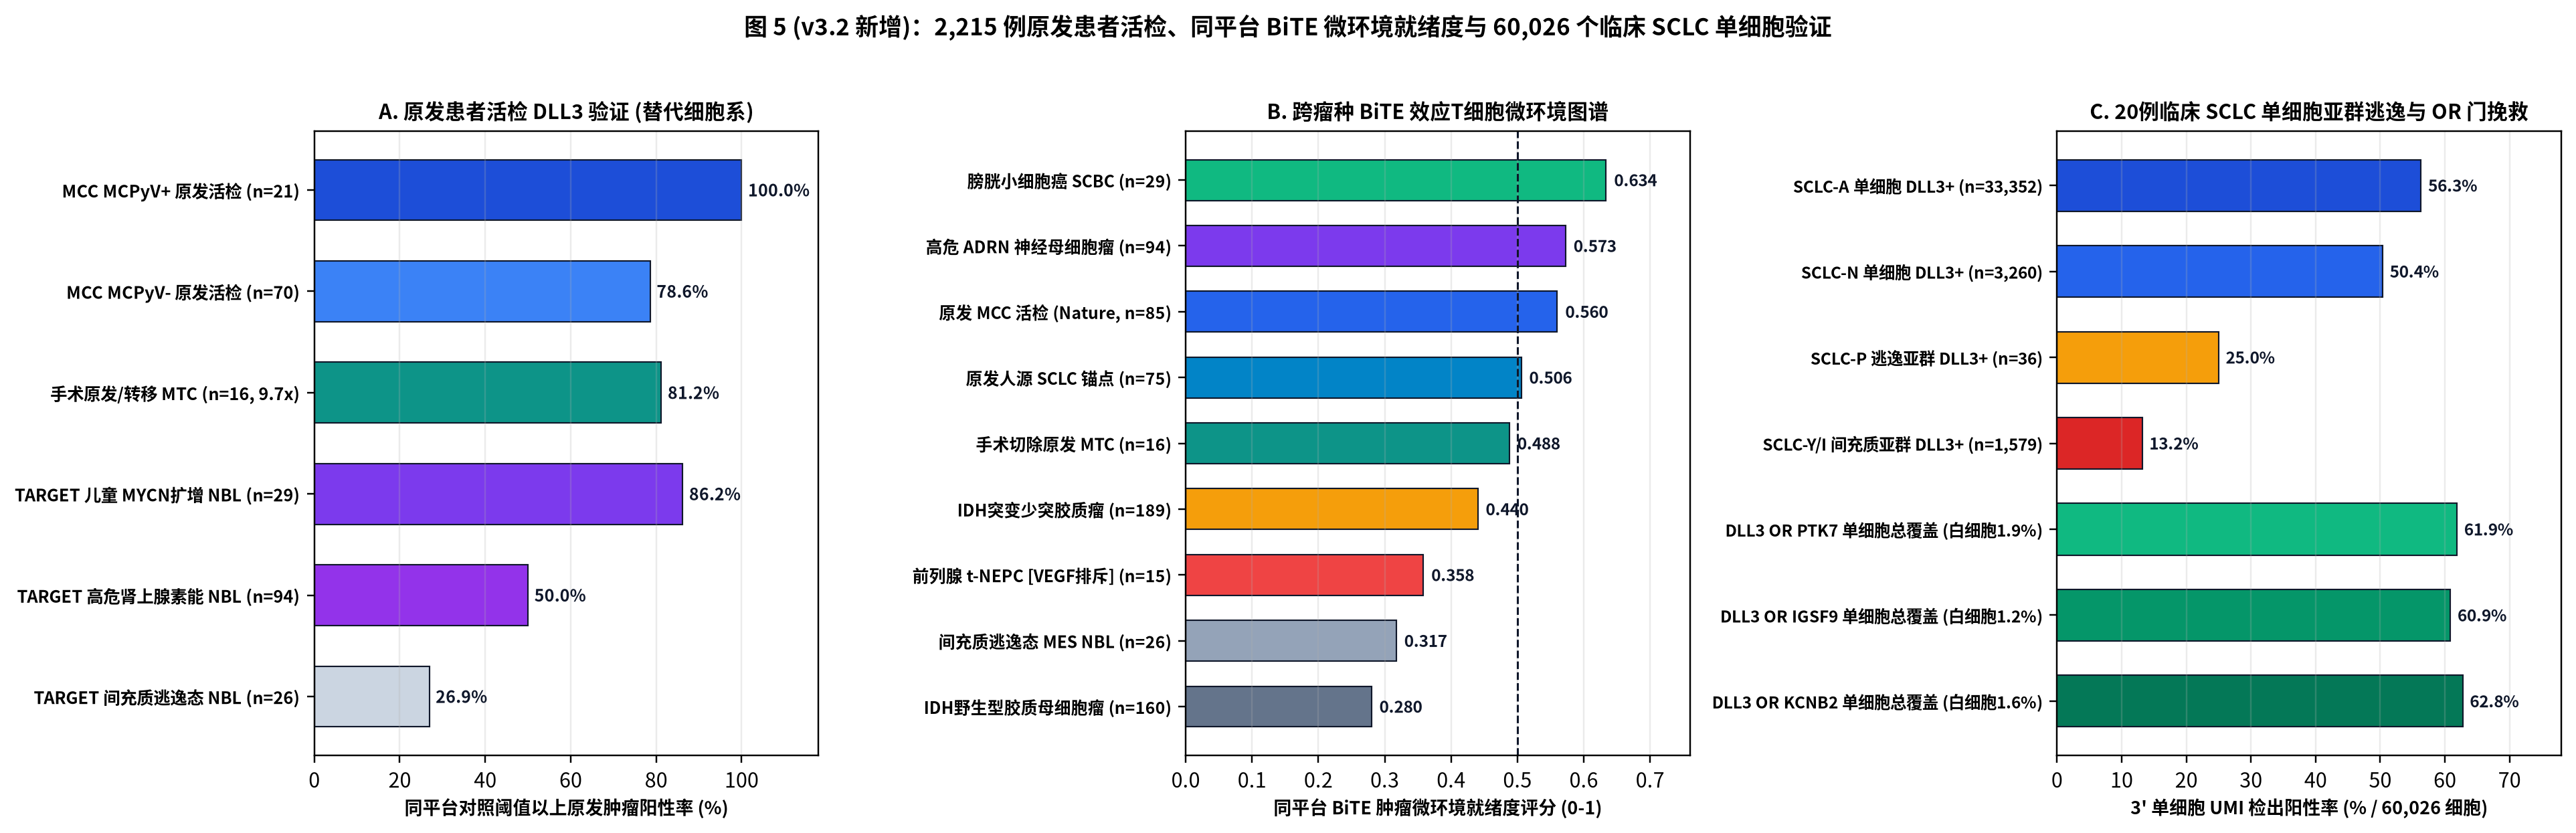 图 5 (v3.2 新增)：2,215 例原发患者活检、同平台 BiTE 微环境就绪度与 60,026 个临床 SCLC 单细胞验证
A. 原发患者活检 DLL3 验证 (替代细胞系)
MCC MCPyV+ 原发活检 (n=21)
100.0%
MCC MCPyV- 原发活检 (n=70)
78.6%
手术原发/转移 MTC (n=16, 9.7x)
81.2%
TARGET 儿童 MYCN扩增 NBL (n=29)
86.2%
TARGET 高危肾上腺素能 NBL (n=94)
50.0%
TARGET 间充质逃逸态 NBL (n=26)
26.9%
0 20 40 60 80 100
同平台对照阈值以上原发肿瘤阳性率 (%)
B. 跨瘤种 BiTE 效应T细胞微环境图谱
膀胱小细胞癌 SCBC (n=29)
0.634
高危 ADRN 神经母细胞瘤 (n=94)
0.573
原发 MCC 活检 (Nature, n=85)
0.560
原发人源 SCLC 锚点 (n=75)
0.506
手术切除原发 MTC (n=16)
0.488
IDH突变少突胶质瘤 (n=189)
0.440
前列腺 t-NEPC [VEGF排斥] (n=15)
0.358
间充质逃逸态 MES NBL (n=26)
0.317
IDH野生型胶质母细胞瘤 (n=160)
0.280
0.0 0.1 0.2 0.3 0.4 0.5 0.6 0.7
同平台 BiTE 肿瘤微环境就绪度评分 (0-1)
C. 20例临床 SCLC 单细胞亚群逃逸与 OR 门挽救
SCLC-A 单细胞 DLL3+ (n=33,352)
56.3%
SCLC-N 单细胞 DLL3+ (n=3,260)
50.4%
SCLC-P 逃逸亚群 DLL3+ (n=36)
25.0%
SCLC-Y/I 间充质亚群 DLL3+ (n=1,579)
13.2%
DLL3 OR PTK7 单细胞总覆盖 (白细胞1.9%)
61.9%
DLL3 OR IGSF9 单细胞总覆盖 (白细胞1.2%)
60.9%
DLL3 OR KCNB2 单细胞总覆盖 (白细胞1.6%)
62.8%
0 10 20 30 40 50 60 70
3' 单细胞 UMI 检出阳性率 (% / 60,026 细胞)